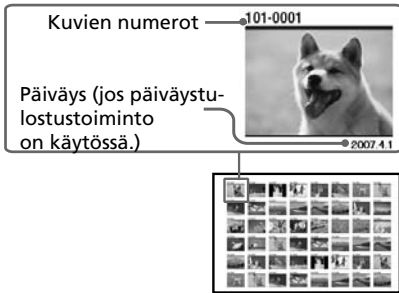 Kuvien numerot
101-0001
Päiväys (jos päiväystu-
lostustoiminto
on käytössä.)
2007.4.1